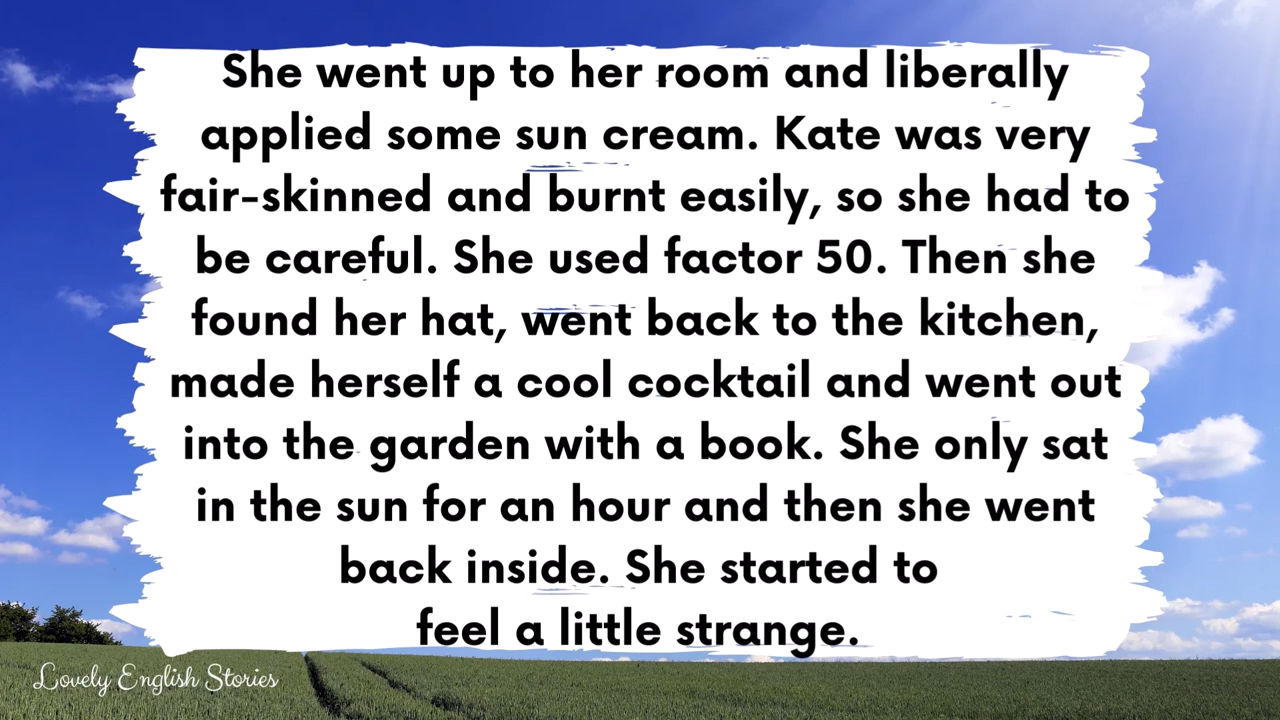 She went up to her room and liberally
applied some sun cream. Kate was very
fair-skinned and burnt easily, so she had to
be careful. She used factor 50. Then she
found her hat, went back to the kitchen,
made herself a cool cocktail and went out
into the garden with a book. She only sat
in the sun for an hour and then she went
back inside. She started to
feel a little strange.
Lovely English Stories